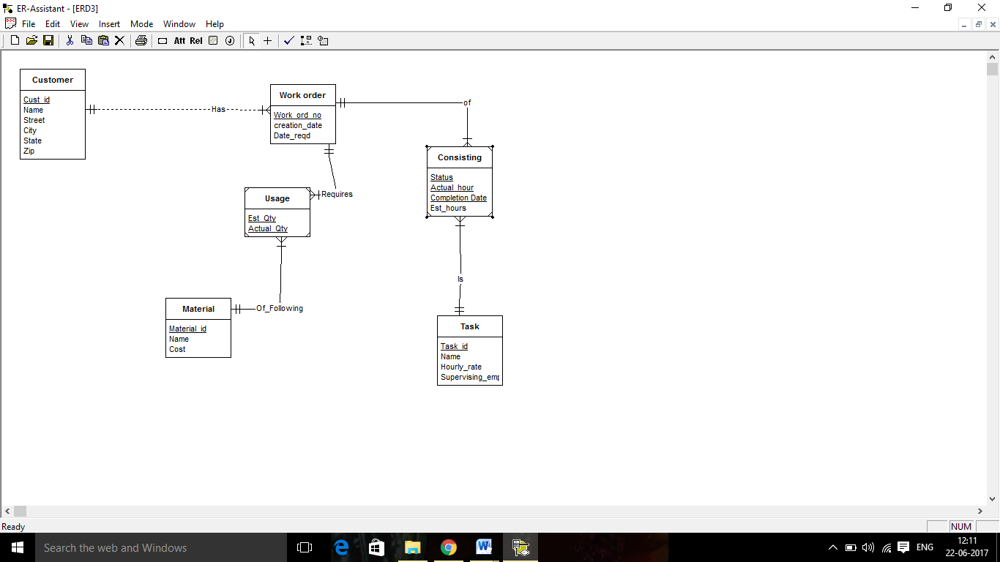 ER-Assistant - [ERD3]
File Edit View Insert Mode Window Help
Att Rel J
Customer
Cust_id
Name
Street
City
State
Zip
Has
Work order
Work_ord_no
creation_date
Date_reqd
of
Consisting
Status
Actual_hour
Completion Date
Est_hours
Requires
Usage
Est_Qty
Actual_Qty
Is
Material
Material_id
Name
Cost
Of_Following
Task
Task_id
Name
Hourly_rate
Supervising_emp
Ready
NUM
Search the web and Windows
ENG
12:11
22-06-2017